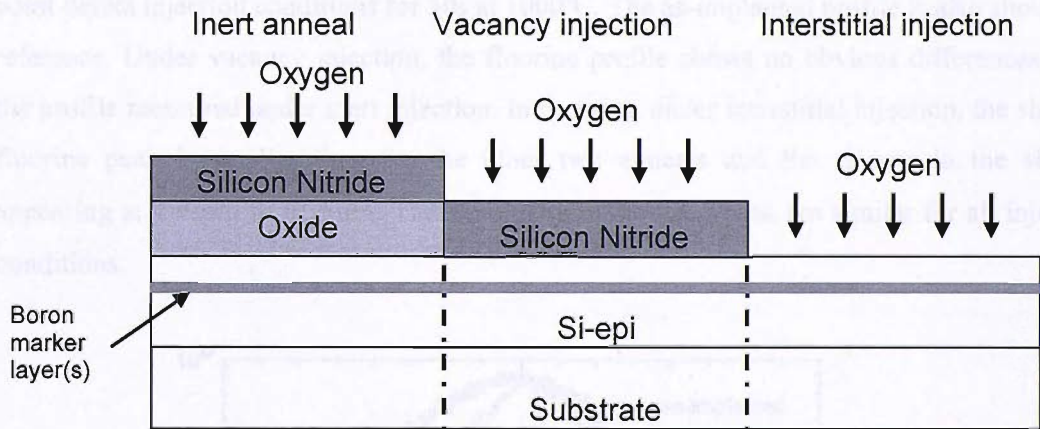 Inert anneal
Vacancy injection
Interstitial injection
Oxygen
Oxygen
Oxygen
Silicon Nitride
Oxide
Silicon Nitride
Boron
marker
layer(s)
Si-epi
Substrate